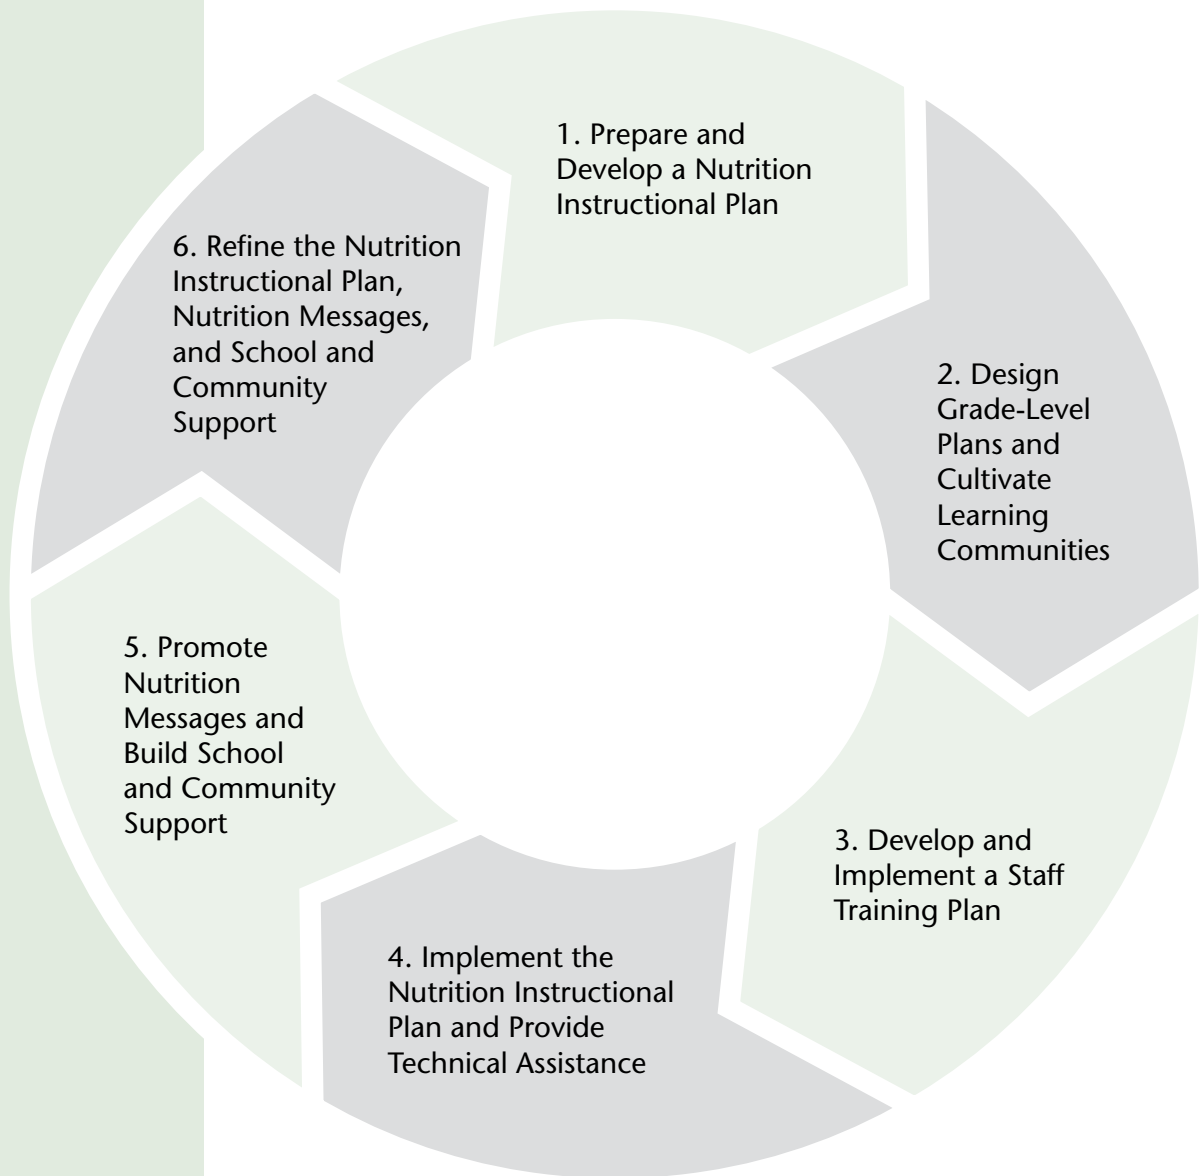 1. Prepare and
Develop a Nutrition
Instructional Plan
2. Design
Grade-Level
Plans and
Cultivate
Learning
Communities
3. Develop and
Implement a Staff
Training Plan
4. Implement the
Nutrition Instructional
Plan and Provide
Technical Assistance
5. Promote
Nutrition
Messages and
Build School
and Community
Support
6. Refine the Nutrition
Instructional Plan,
Nutrition Messages,
and School and
Community
Support